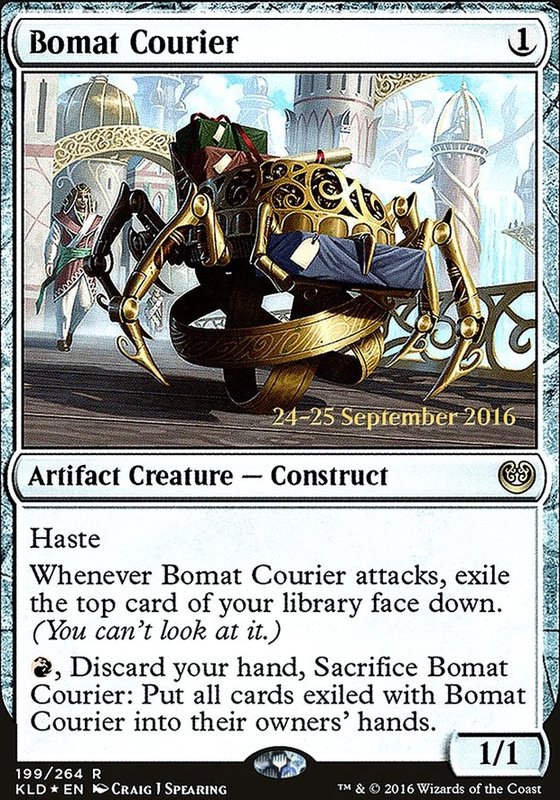 Bomat Courier 1
24–25 September 2016
Artifact Creature — Construct
Haste
Whenever Bomat Courier attacks, exile
the top card of your library face down.
(You can't look at it.)
, Discard your hand, Sacrifice Bomat
Courier: Put all cards exiled with Bomat
Courier into their owners' hands.
1/1
199/264 R
KLD ★ EN Craig J Spearing
™ & © 2016 Wizards of the Coast